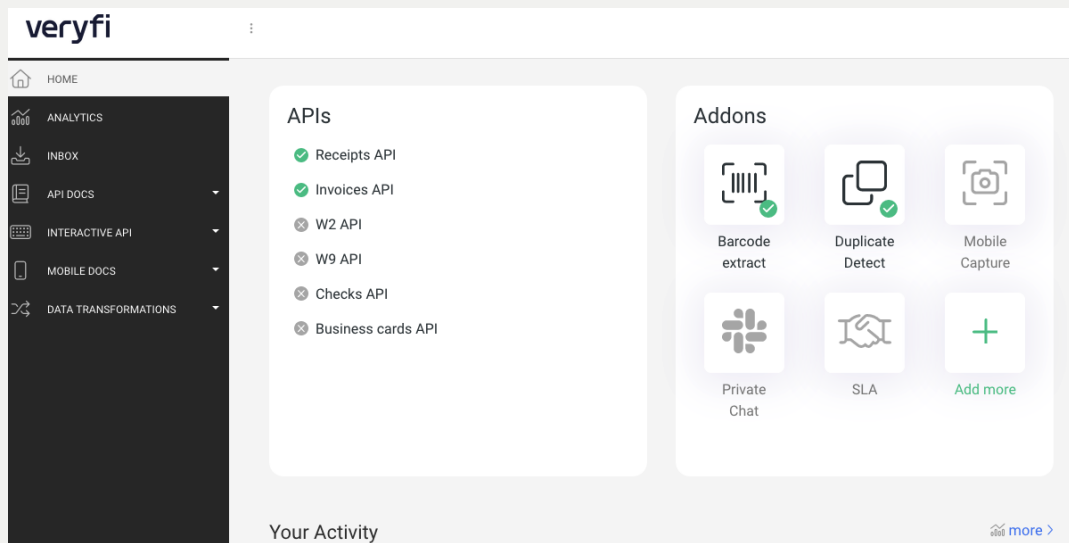 veryfi
HOME
ANALYTICS
INBOX
API DOCS
INTERACTIVE API
MOBILE DOCS
DATA TRANSFORMATIONS
APIs
Receipts API
Invoices API
W2 API
W9 API
Checks API
Business cards API
Addons
Barcode
extract
Duplicate
Detect
Mobile
Capture
Private
Chat
SLA
Add more
Your Activity
more